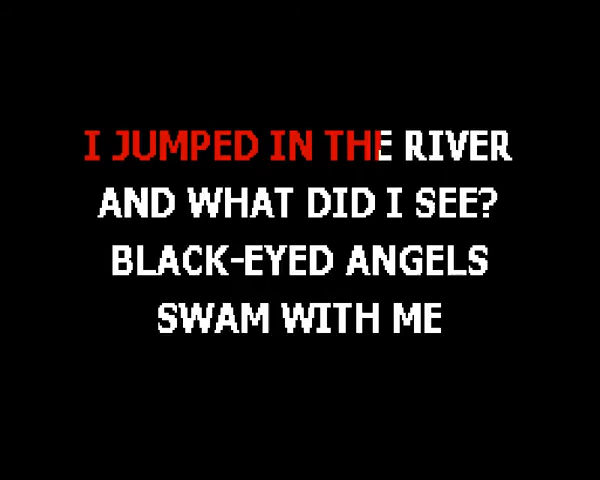 I JUMPED IN THE RIVER
AND WHAT DID I SEE?
BLACK-EYED ANGELS
SWAM WITH ME